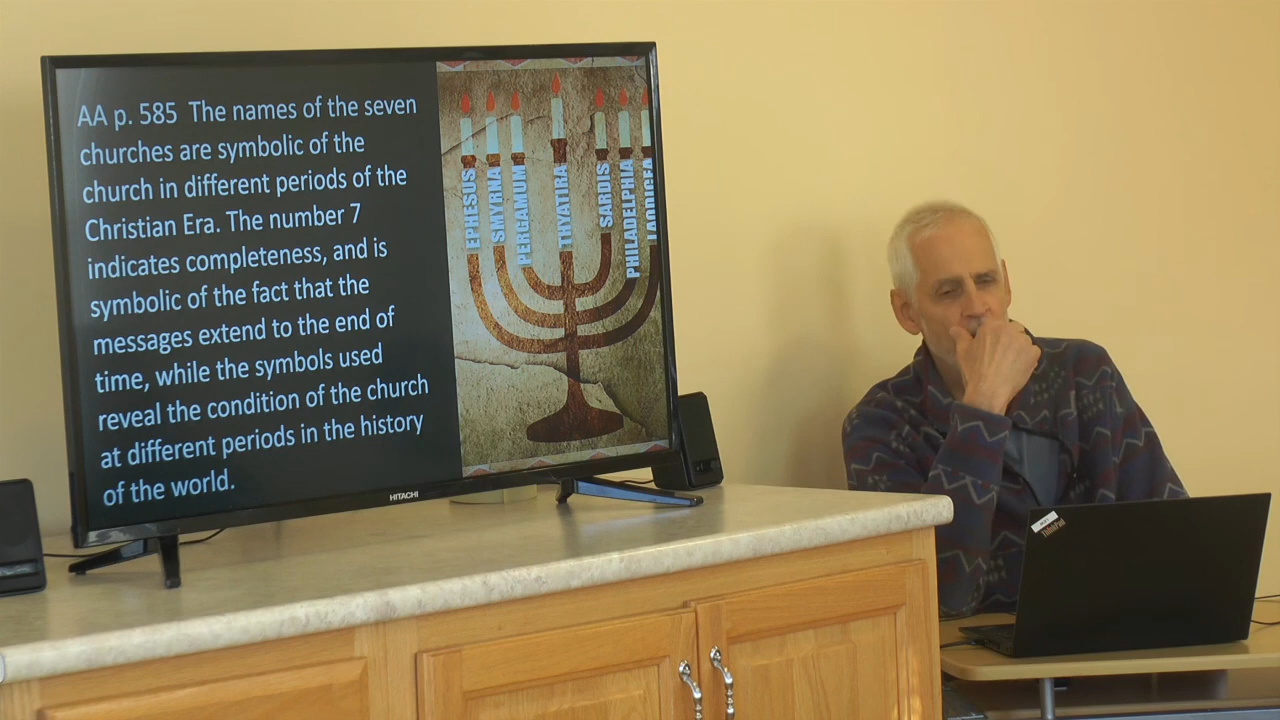 AA p. 585 The names of the seven
churches are symbolic of the
church in different periods of the
Christian Era. The number 7
indicates completeness, and is
symbolic of the fact that the
messages extend to the end of
time, while the symbols used
reveal the condition of the church
at different periods in the history
of the world.
EPHESUS
SMYRNA
PERGAMUM
THYATIRA
SARDIS
PHILADELPHIA
LAODICEA
HITACHI
ThinkPad